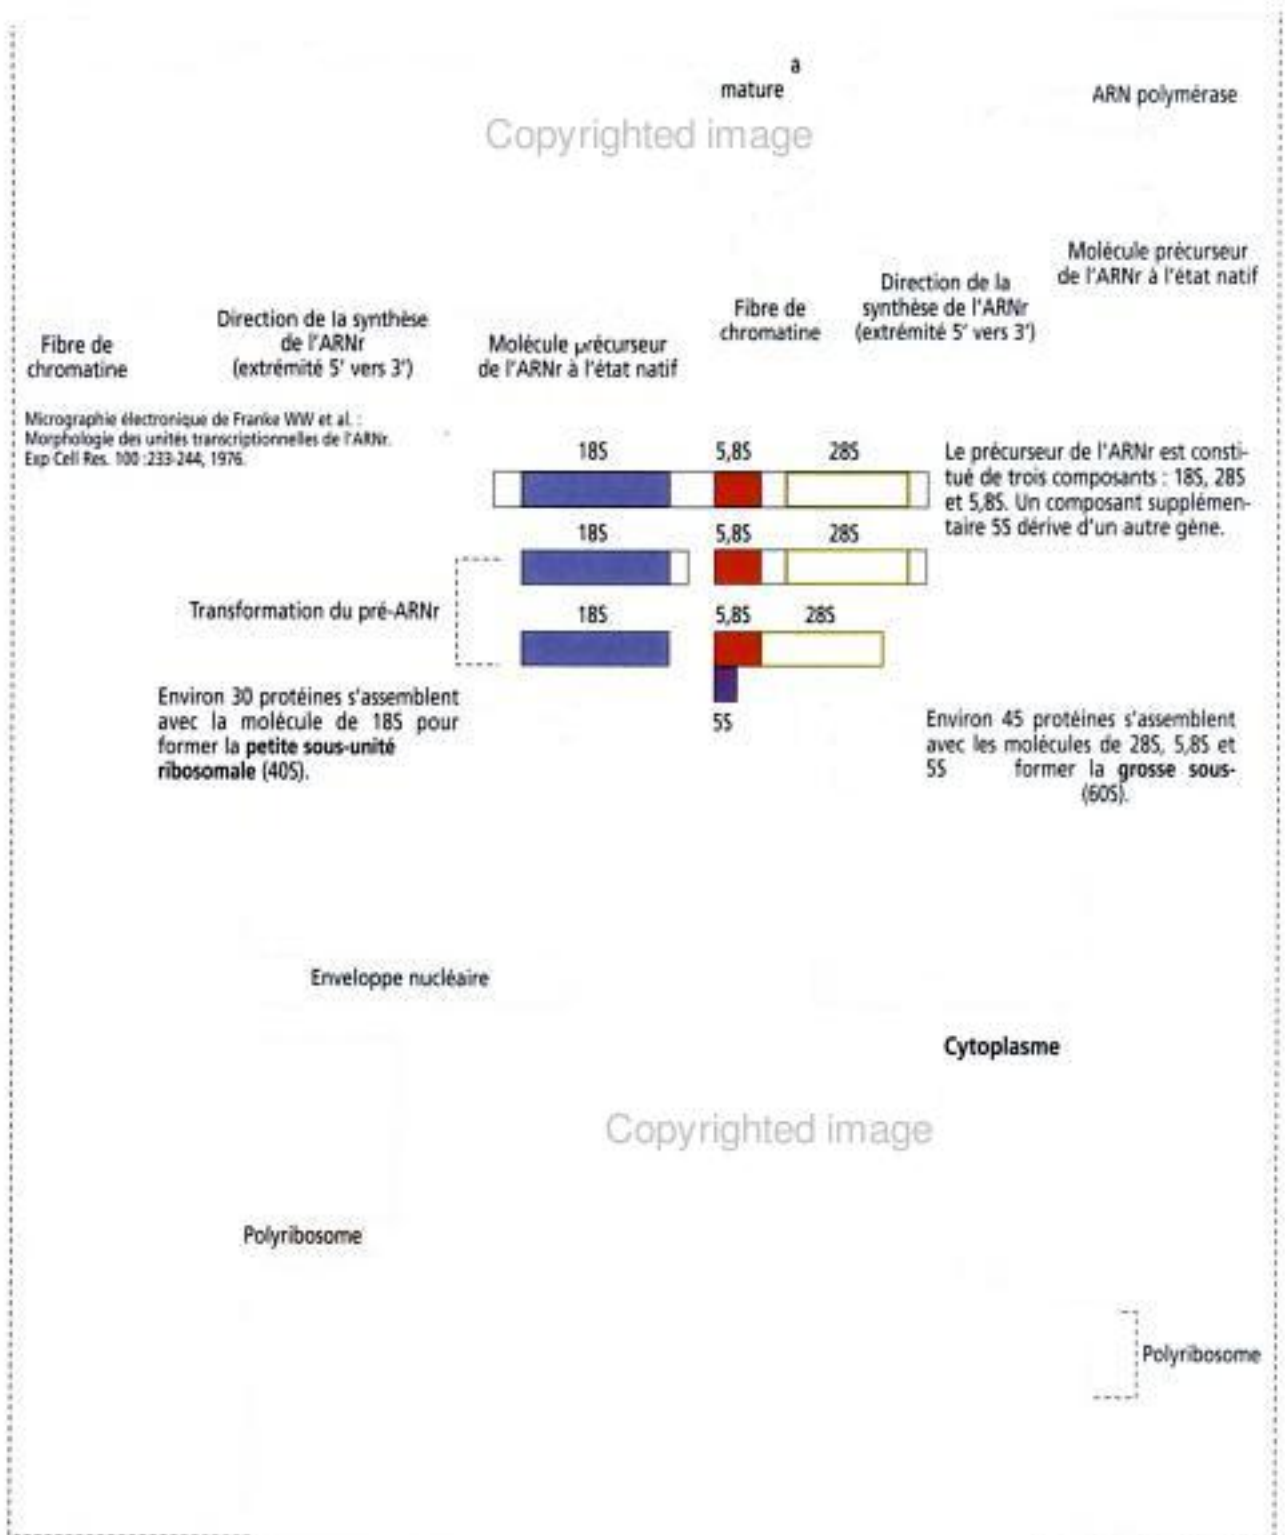 a
mature
ARN polymérase
Copyrighted image
Molécule précurseur
de l'ARNr à l'état natif
Direction de la
synthèse de l'ARNr
(extrémité 5' vers 3')
Fibre de
chromatine
Direction de la synthèse
de l'ARNr
(extrémité 5' vers 3')
Fibre de
chromatine
Molécule précurseur
de l'ARNr à l'état natif
Micrographie électronique de Franke WW et al. :
Morphologie des unités transcriptionnelles de l'ARNr.
Exp Cell Res. 100 :233-244, 1976.
18S 5,8S 28S
Le précurseur de l'ARNr est consti-
tué de trois composants : 18S, 28S
et 5,8S. Un composant supplémen-
taire 5S dérive d'un autre gène.
18S 5,8S 28S
Transformation du pré-ARNr
18S 5,8S 28S
5S
Environ 30 protéines s'assemblent
avec la molécule de 18S pour
former la petite sous-unité
ribosomale (40S).
Environ 45 protéines s'assemblent
avec les molécules de 28S, 5,8S et
5S former la grosse sous-
(60S).
Enveloppe nucléaire
Cytoplasme
Copyrighted image
Polyribosome
Polyribosome